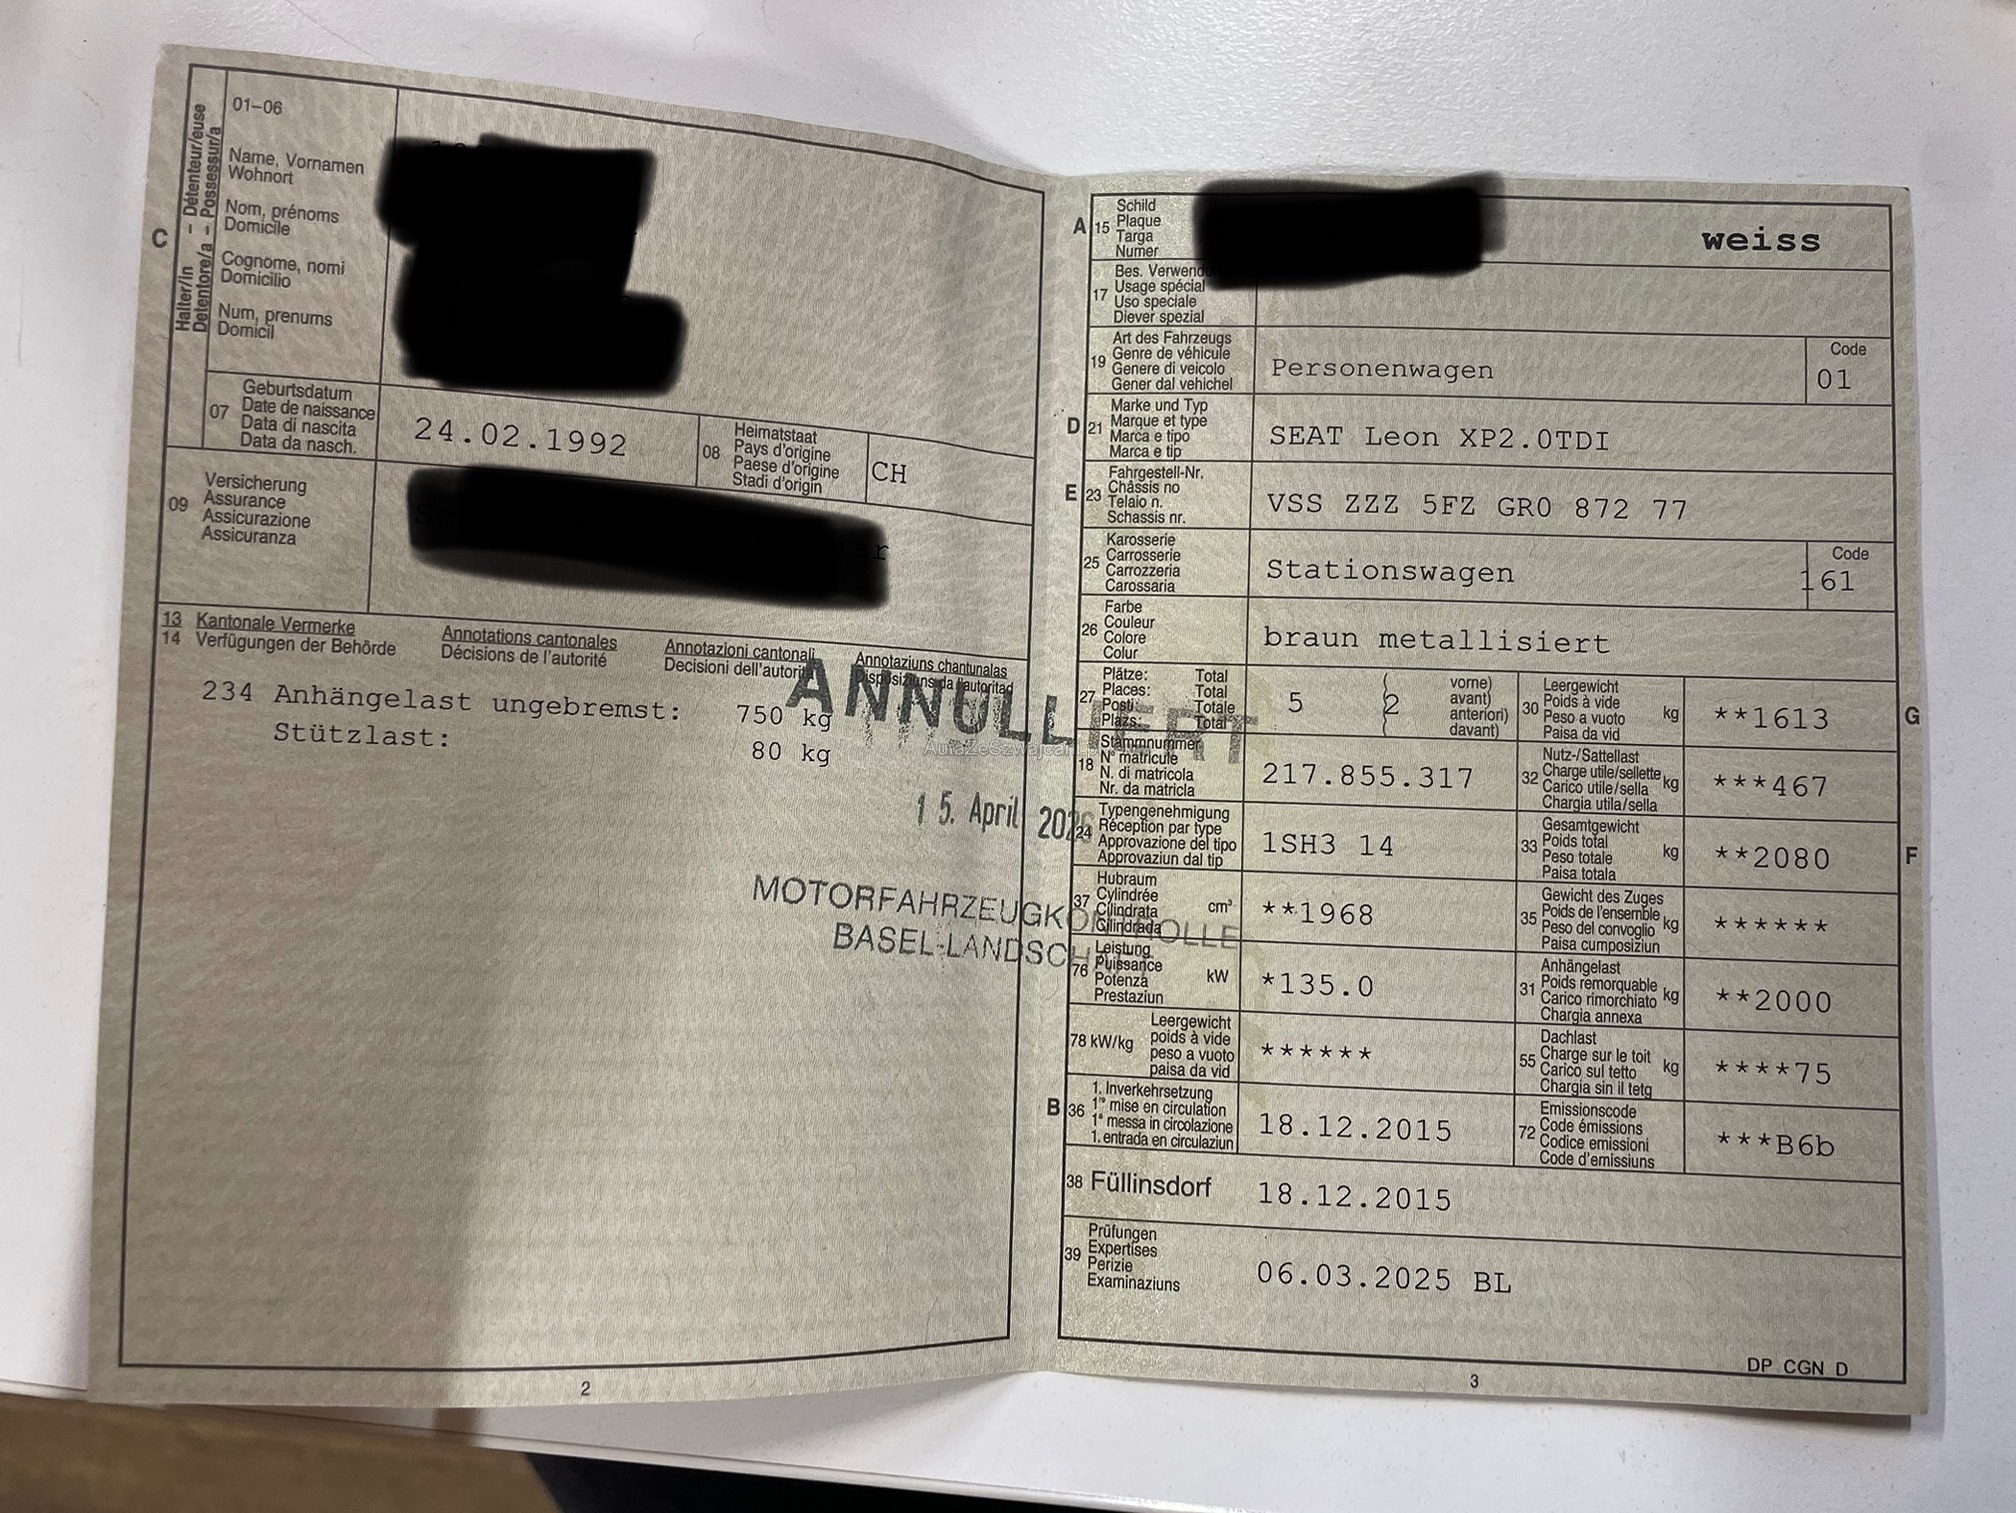 C
Halter/in – Détenteur/euse
Detentore/a – Possessur/a
01–06
Name, Vornamen
Wohnort
Nom, prénoms
Domicile
Cognome, nomi
Domicilio
Num, prenums
Domicil
07
Geburtsdatum
Date de naissance
Data di nascita
Data da nasch.
24.02.1992
08
Heimatstaat
Pays d'origine
Paese d'origine
Stadi d'origin
CH
09
Versicherung
Assurance
Assicurazione
Assicuranza
13 Kantonale Vermerke
14 Verfügungen der Behörde
Annotations cantonales
Décisions de l'autorité
Annotazioni cantonali
Decisioni dell'autorità
Annotaziuns chantunalas
Disposiziuns da l'autoritad
234 Anhängelast ungebremst: 750 kg
Stützlast: 80 kg
ANNULLIERT
AutaZeSzwajcarii
15. April 202
MOTORFAHRZEUGKONTROLLE
BASEL-LANDSCHAFT
2
A
15
Schild
Plaque
Targa
Numer
weiss
17
Bes. Verwendu
Usage spécial
Uso speciale
Diever spezial
19
Art des Fahrzeugs
Genre de véhicule
Genere di veicolo
Gener dal vehichel
Personenwagen
Code
01
D
21
Marke und Typ
Marque et type
Marca e tipo
Marca e tip
SEAT Leon XP2.0TDI
E
23
Fahrgestell-Nr.
Châssis no
Telaio n.
Schassis nr.
VSS ZZZ 5FZ GR0 872 77
25
Karosserie
Carrosserie
Carrozzeria
Carossaria
Stationswagen
Code
161
26
Farbe
Couleur
Colore
Colur
braun metallisiert
27
Plätze: Total
Places: Total
Posti: Totale
Plazs: Total
5 (2
vorne)
avant)
anteriori)
davant)
30
Leergewicht
Poids à vide
Peso a vuoto
Paisa da vid
kg
**1613
G
18
Stammnummer
N° matricule
N. di matricola
Nr. da matricla
217.855.317
32
Nutz-/Sattellast
Charge utile/sellette
Carico utile/sella
Chargia utila/sella
kg
***467
24
Typengenehmigung
Réception par type
Approvazione del tipo
Approvaziun dal tip
1SH3 14
33
Gesamtgewicht
Poids total
Peso totale
Paisa totala
kg
**2080
F
37
Hubraum
Cylindrée
Cilindrata
Cilindrada
cm³
**1968
35
Gewicht des Zuges
Poids de l'ensemble
Peso del convoglio
Paisa cumposiziun
kg
******
76
Leistung
Puissance
Potenza
Prestaziun
kW
*135.0
31
Anhängelast
Poids remorquable
Carico rimorchiato
Chargia annexa
kg
**2000
78 kW/kg
Leergewicht
poids à vide
peso a vuoto
paisa da vid
******
55
Dachlast
Charge sur le toit
Carico sul tetto
Chargia sin il tetg
kg
****75
B
36
1. Inverkehrsetzung
1re mise en circulation
1a messa in circolazione
1. entrada en circulaziun
18.12.2015
72
Emissionscode
Code émissions
Codice emissioni
Code d'emissiuns
***B6b
38 Füllinsdorf 18.12.2015
39
Prüfungen
Expertises
Perizie
Examinaziuns
06.03.2025 BL
DP CGN D
3